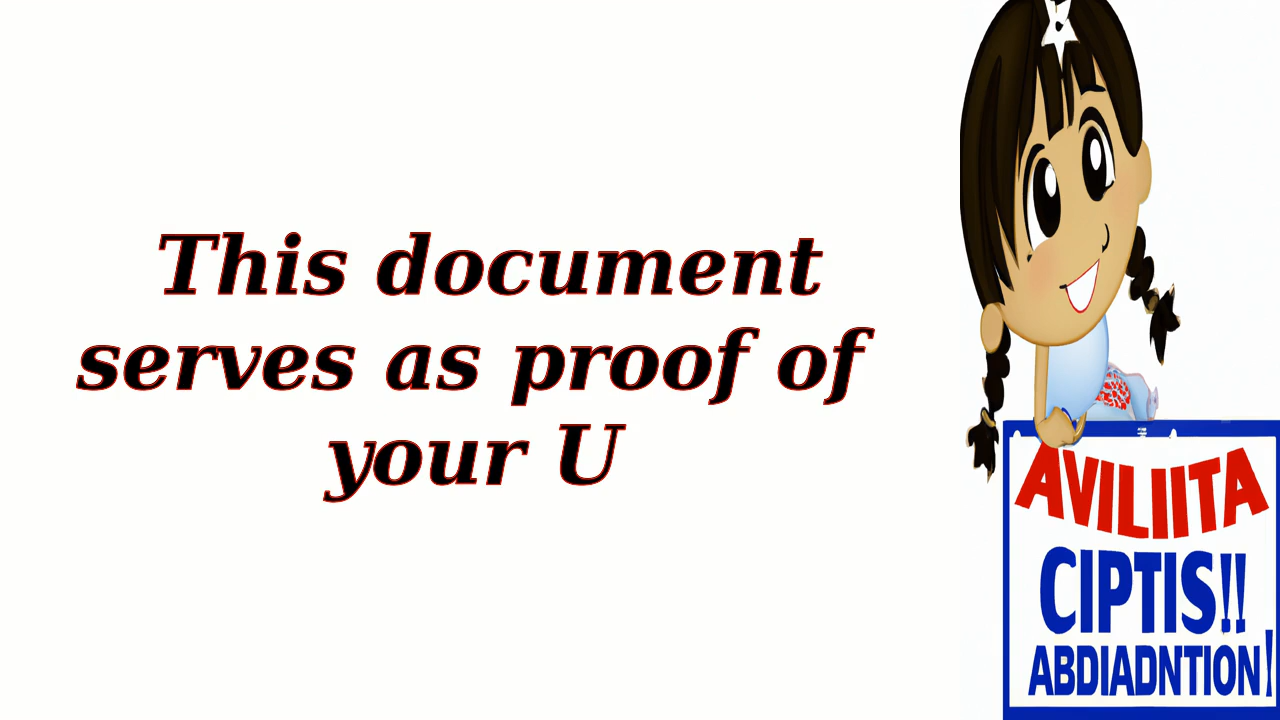 This document
serves as proof of
your U
AVILIITA
CIPTIS!!
ABDIADNTION!